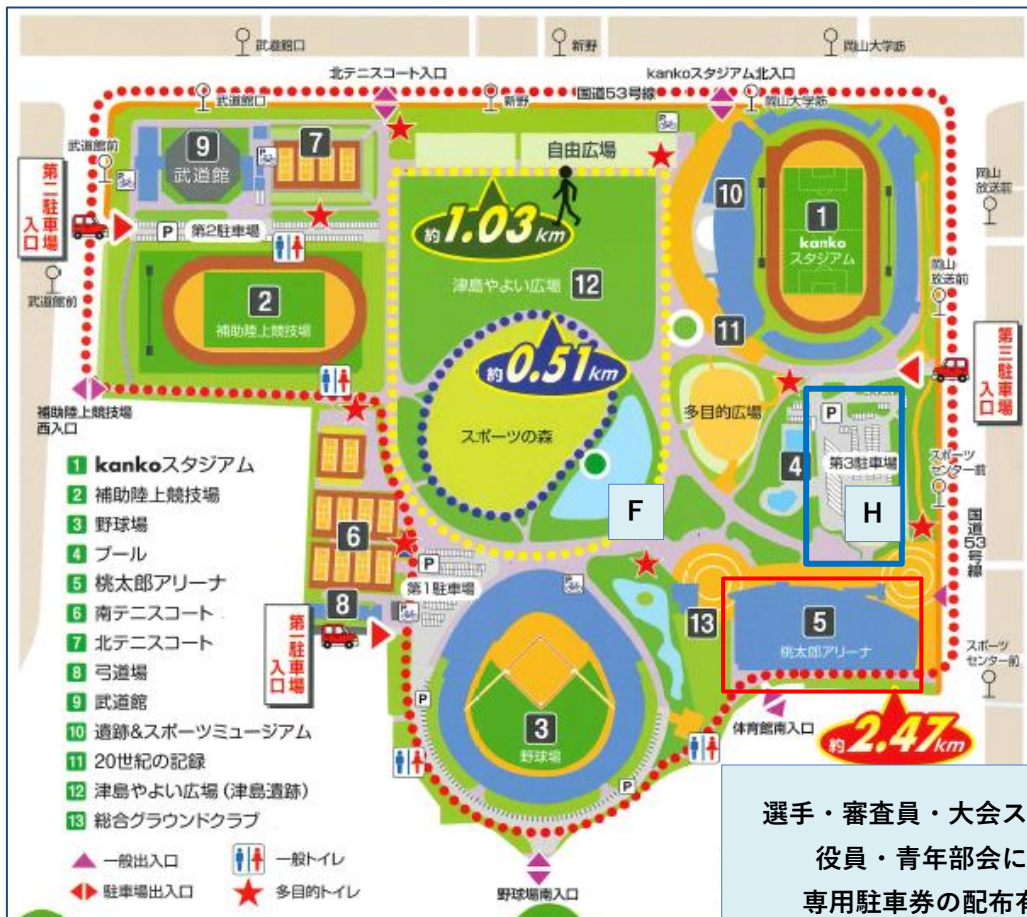 武道館口
新野
岡山大学筋
北テニスコート入口
kankoスタジアム北入口
武道館口
新野
国道53号線
岡山大学筋
武道館前
第二駐車場
入口
武道館前
9
武道館
7
自由広場
10
1
kanko
スタジアム
岡山
放送前
岡山
放送前
P 第2駐車場
約1.03km
津島やよい広場 12
2
補助陸上競技場
11
第三駐車場
入口
約0.51km
補助陸上競技場
西入口
スポーツの森
多目的広場
P
4
第3駐車場
スポーツ
センター前
F
H
国道53号線
6
P
第1駐車場
8
第一駐車場
入口
13
5
桃太郎アリーナ
スポーツ
センター前
体育館南入口
約2.47km
P
3
野球場
P
野球場南入口
1 kankoスタジアム
2 補助陸上競技場
3 野球場
4 プール
5 桃太郎アリーナ
6 南テニスコート
7 北テニスコート
8 弓道場
9 武道館
10 遺跡&スポーツミュージアム
11 20世紀の記録
12 津島やよい広場（津島遺跡）
13 総合グラウンドクラブ
一般出入口
一般トイレ
駐車場出入口
多目的トイレ
選手・審査員・大会ス
役員・青年部会に
専用駐車券の配布有